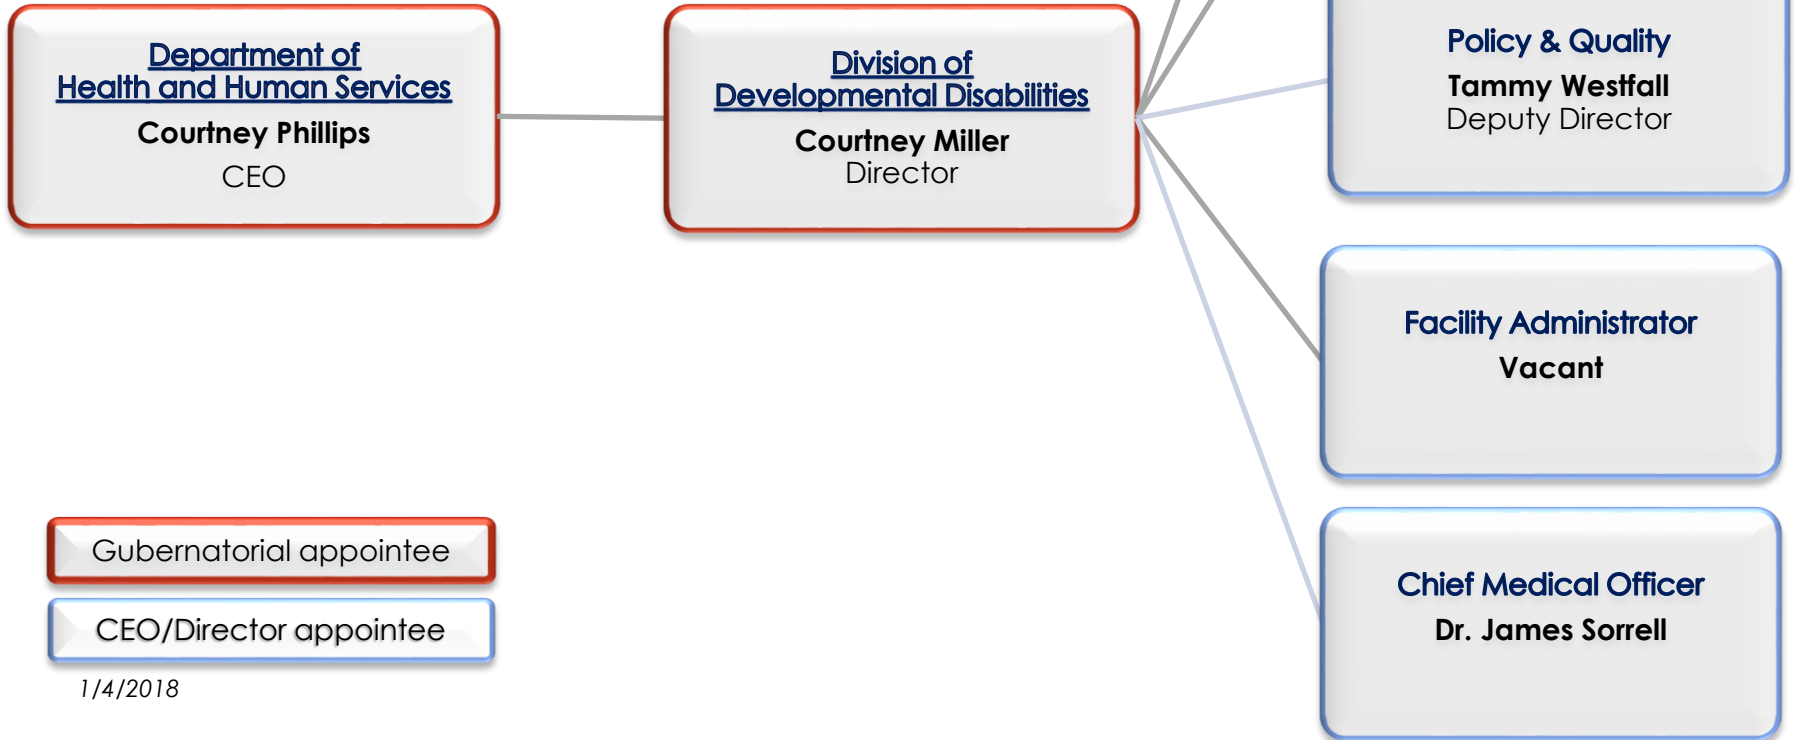 Department of
Health and Human Services
Courtney Phillips
CEO
Division of
Developmental Disabilities
Courtney Miller
Director
Policy & Quality
Tammy Westfall
Deputy Director
Facility Administrator
Vacant
Chief Medical Officer
Dr. James Sorrell
Gubernatorial appointee
CEO/Director appointee
1/4/2018